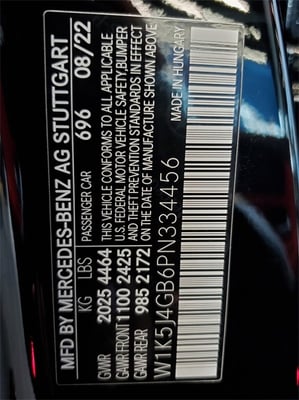 MFD BY MERCEDES-BENZ AG STUTTGART
PASSENGER CAR 696 08/22
KG LBS
GVWR 2025 4464
GAWR FRONT 1100 2425
GAWR REAR 985 2172
THIS VEHICLE CONFORMS TO ALL APPLICABLE
U.S. FEDERAL MOTOR VEHICLE SAFETY,BUMPER
AND THEFT PREVENTION STANDARDS IN EFFECT
ON THE DATE OF MANUFACTURE SHOWN ABOVE
MADE IN HUNGARY
W1K5J4GB6PN334456